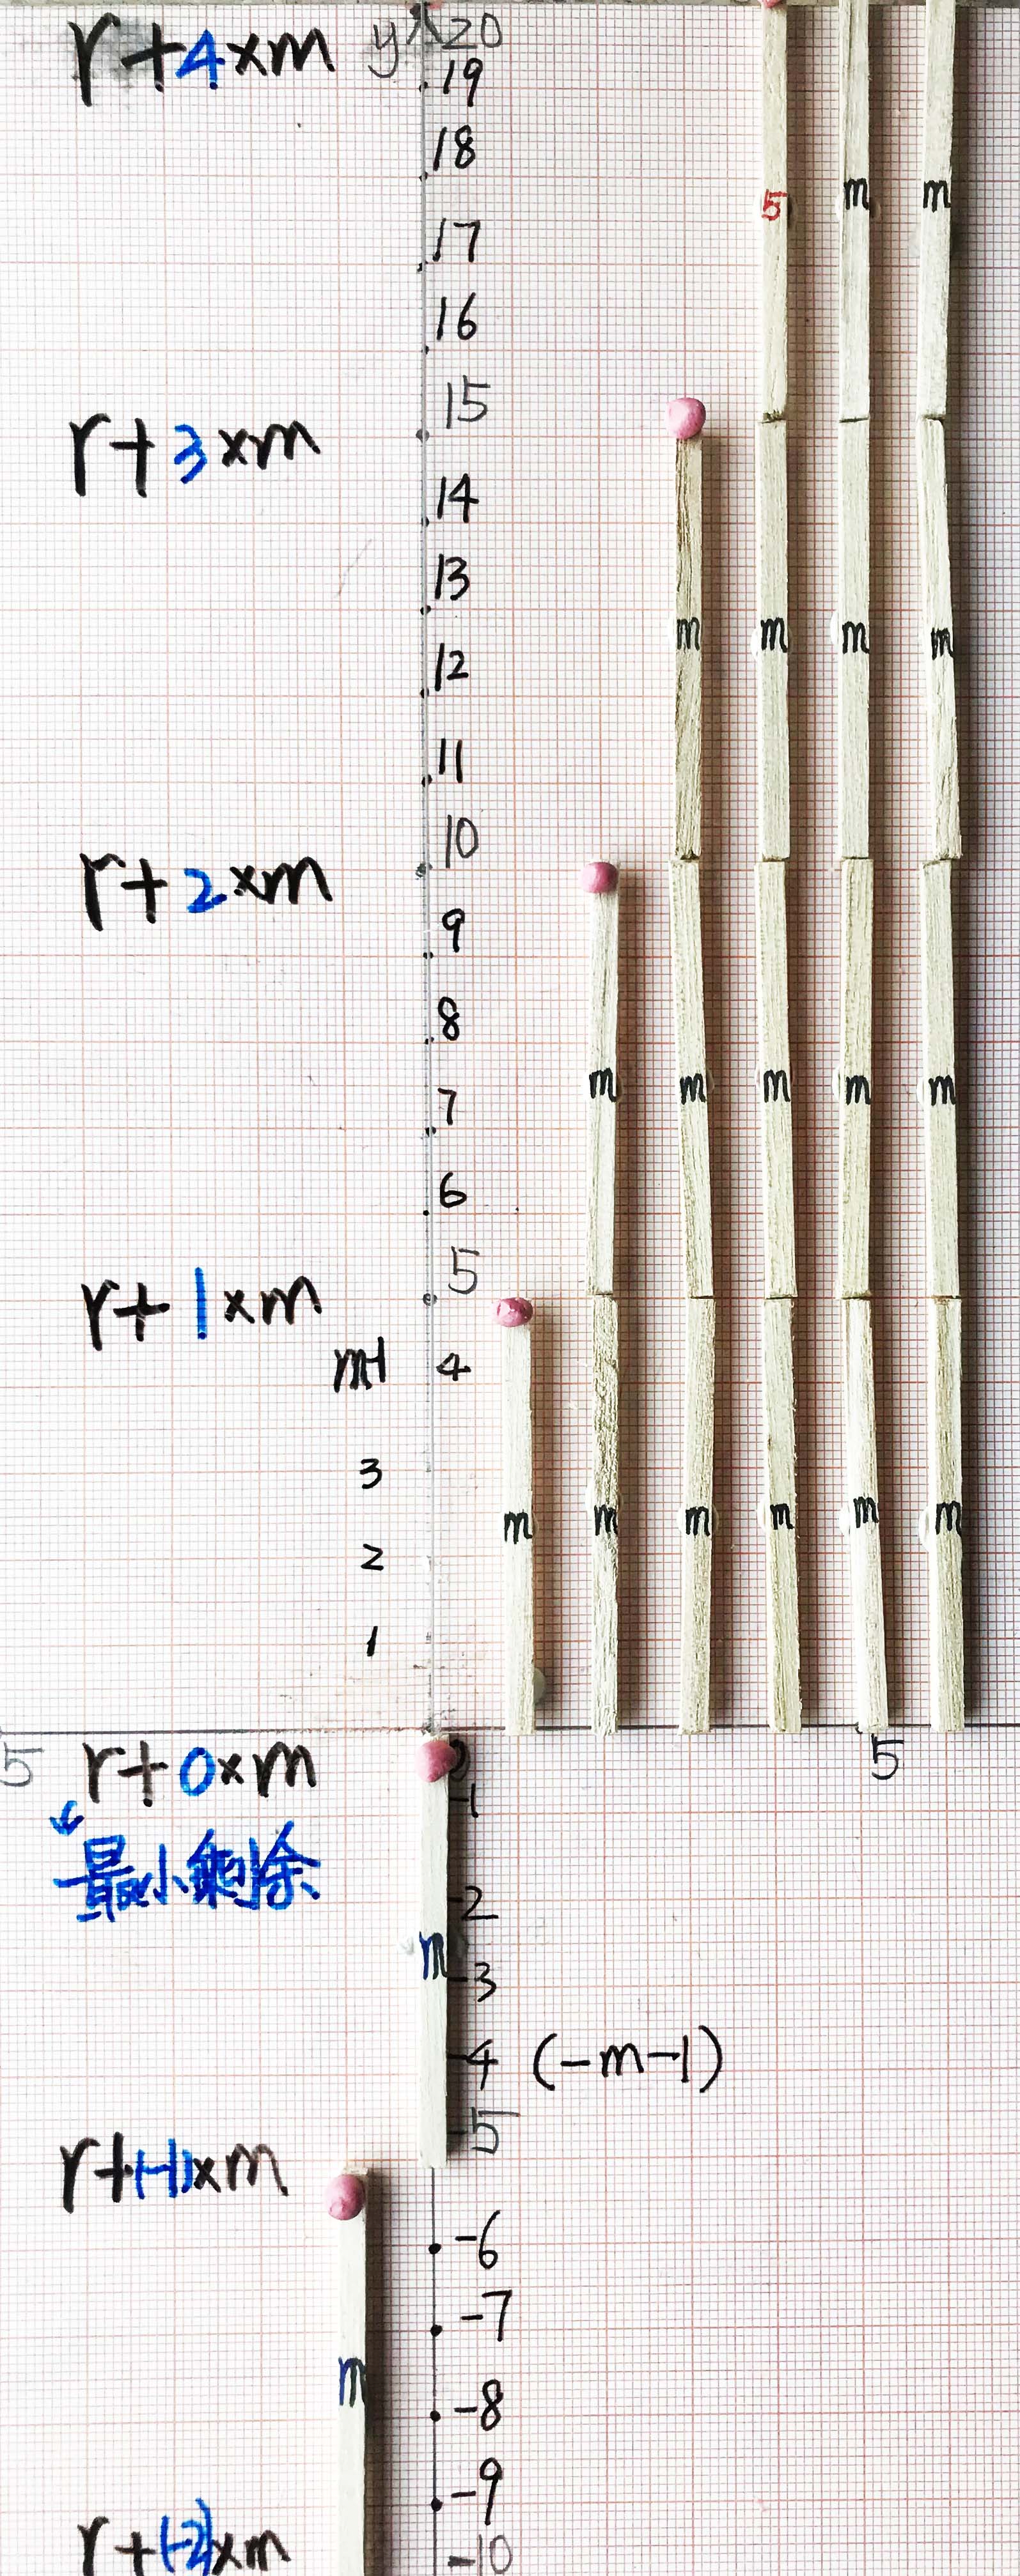 r+4×m y 20
19
18
5 m m
17
16
r+3×m 15
14
13
m m m m
12
11
10
r+2×m
9
8
m m m m m
7
6
5
r+1×m
m-1 4
3
m m m m m m
2
1
5 r+0×m 0 5
-1
最小剩余
-2
m
-3
-4 (-m-1)
-5
r+(-1)×m
-6
-7
m
-8
-9
r+(-2)×m -10